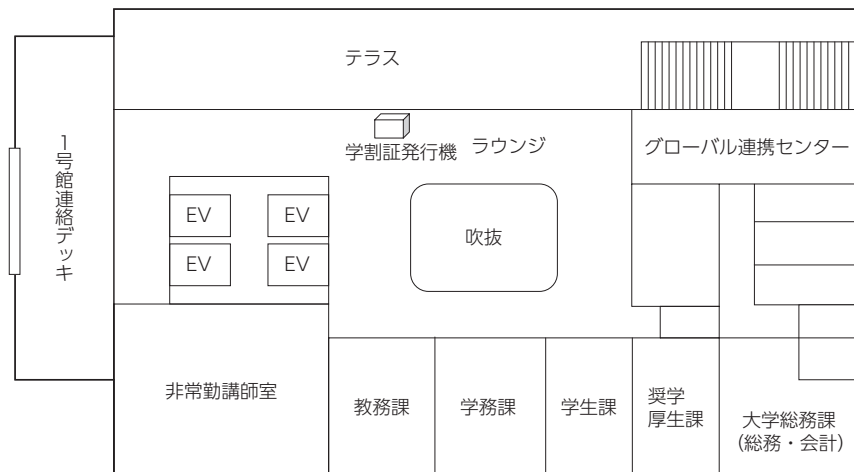 テラス
1号館連絡デッキ
学割証発行機
ラウンジ
グローバル連携センター
EV
EV
吹抜
EV
EV
非常勤講師室
教務課
学務課
学生課
奨学
厚生課
大学総務課
(総務・会計)